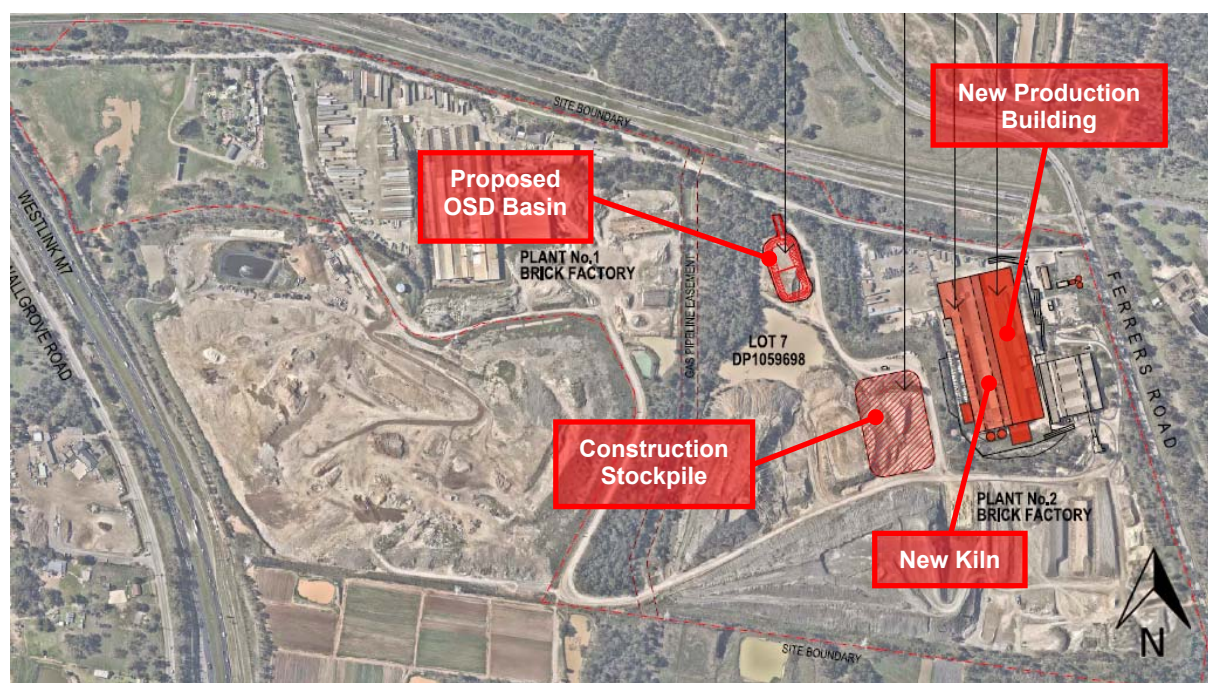 New Production
Building
SITE BOUNDARY
Proposed
OSD Basin
WESTLINK M7
WALLGROVE ROAD
PLANT No.1
BRICK FACTORY
GAS PIPELINE EASEMENT
LOT 7
DP1059698
FERRERS ROAD
Construction
Stockpile
PLANT No.2
BRICK FACTORY
New Kiln
SITE BOUNDARY
N